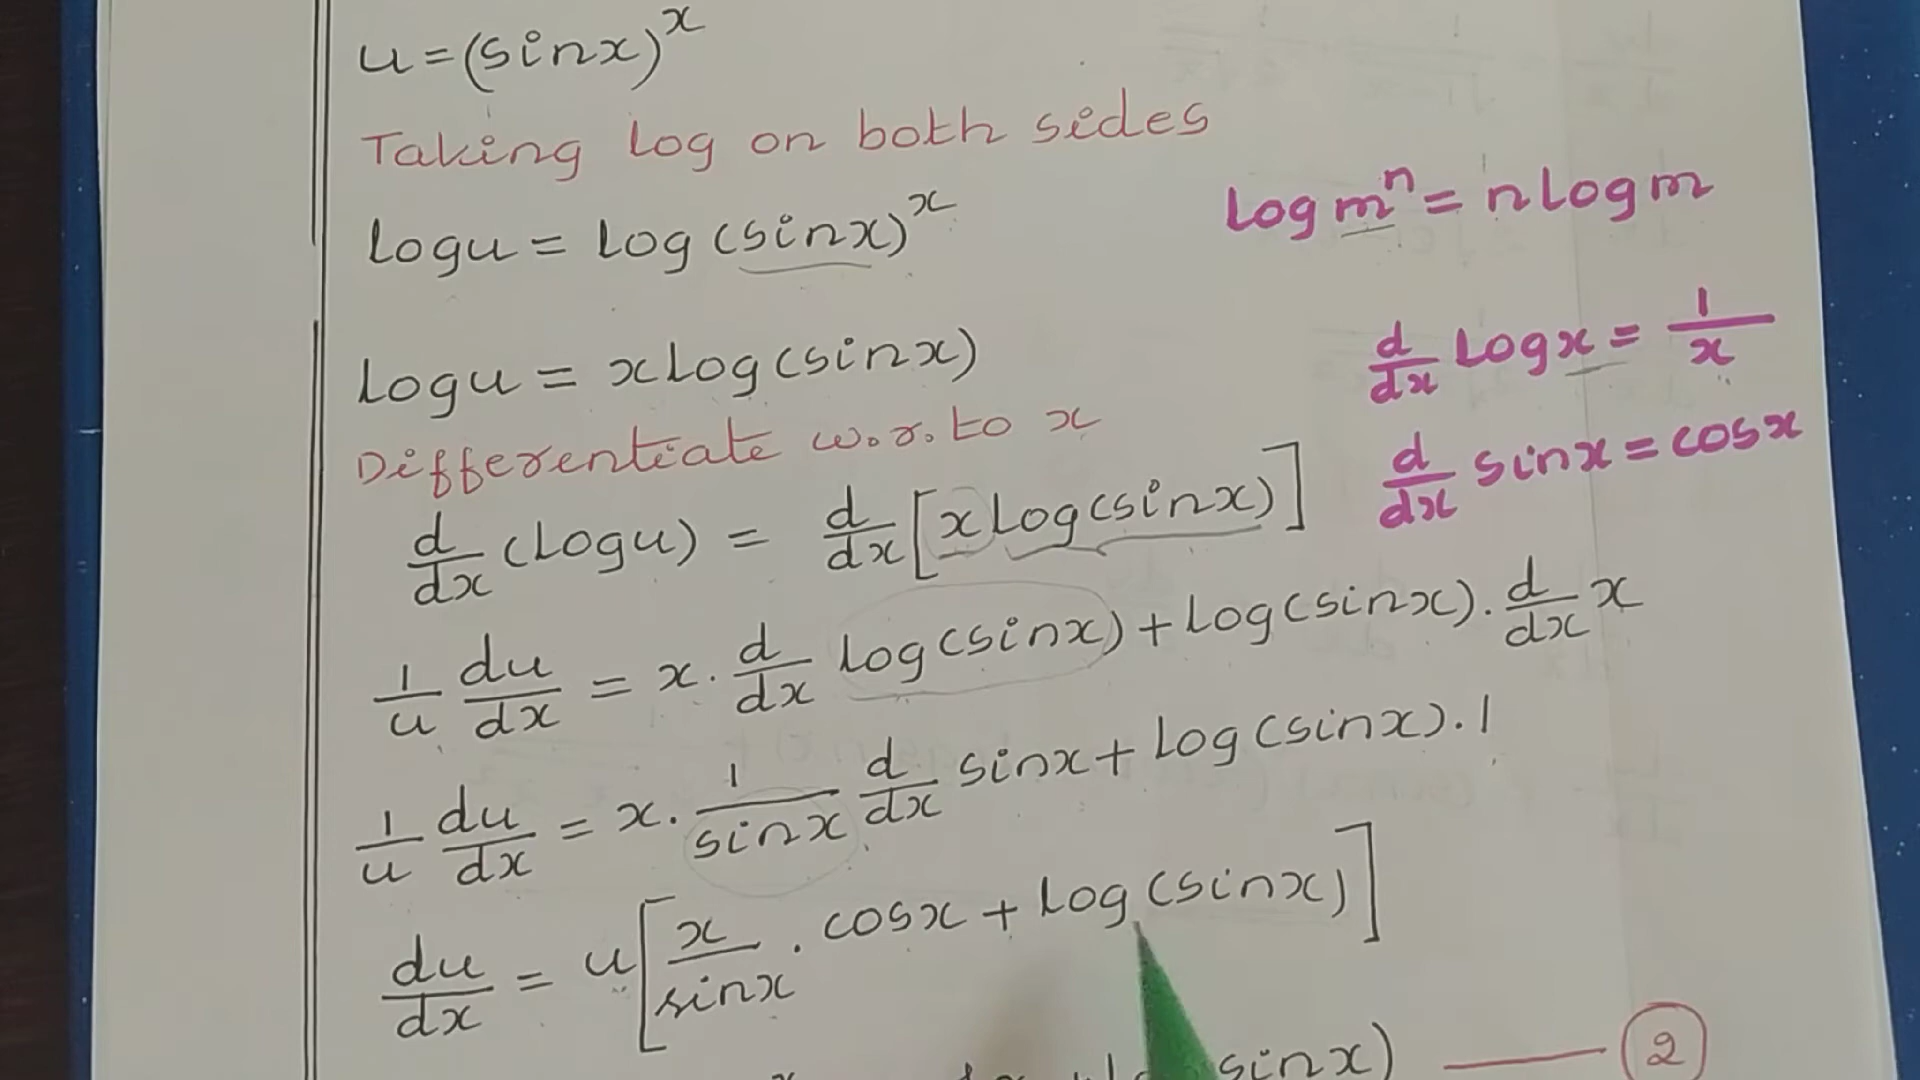 u = (sinx)^x
Taking log on both sides
logu = log (sinx)^x
log m^n = n log m
logu = xlog(sinx)
d/dx log x = 1/x
Differentiate w.r.to x
d/dx sinx = cosx
d/dx (logu) = d/dx [xlog(sinx)]
1/u du/dx = x. d/dx log(sinx) + log(sinx). d/dx x
1/u du/dx = x. 1/sinx d/dx sinx + log(sinx).1
du/dx = u[x/sinx . cosx + log(sinx)]
sinx) —— 2